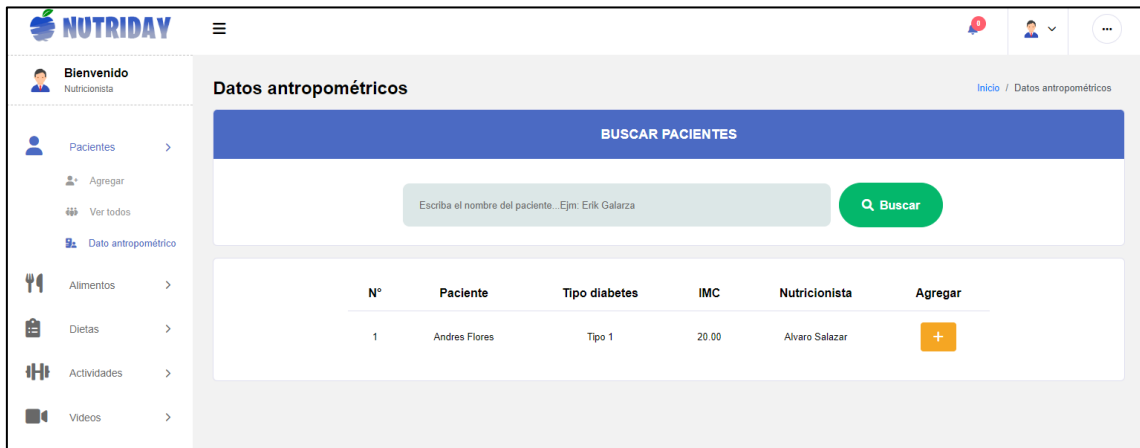 NUTRIDAY
0
Bienvenido
Nutricionista
Datos antropométricos
Inicio / Datos antropométricos
Pacientes
Agregar
Ver todos
Dato antropométrico
Alimentos
Dietas
Actividades
Videos
BUSCAR PACIENTES
Escriba el nombre del paciente...Ejm: Erik Galarza
Buscar
N° Paciente Tipo diabetes IMC Nutricionista Agregar
1 Andres Flores Tipo 1 20.00 Alvaro Salazar +